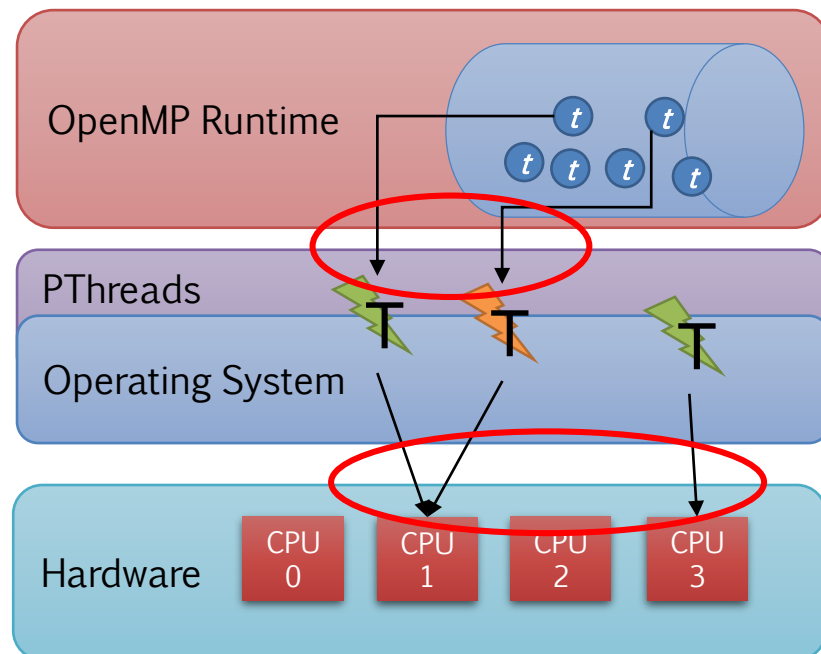 OpenMP Runtime
t
t
t
t
t
t
PThreads
T
T
T
Operating System
CPU
0
CPU
1
CPU
2
CPU
3
Hardware